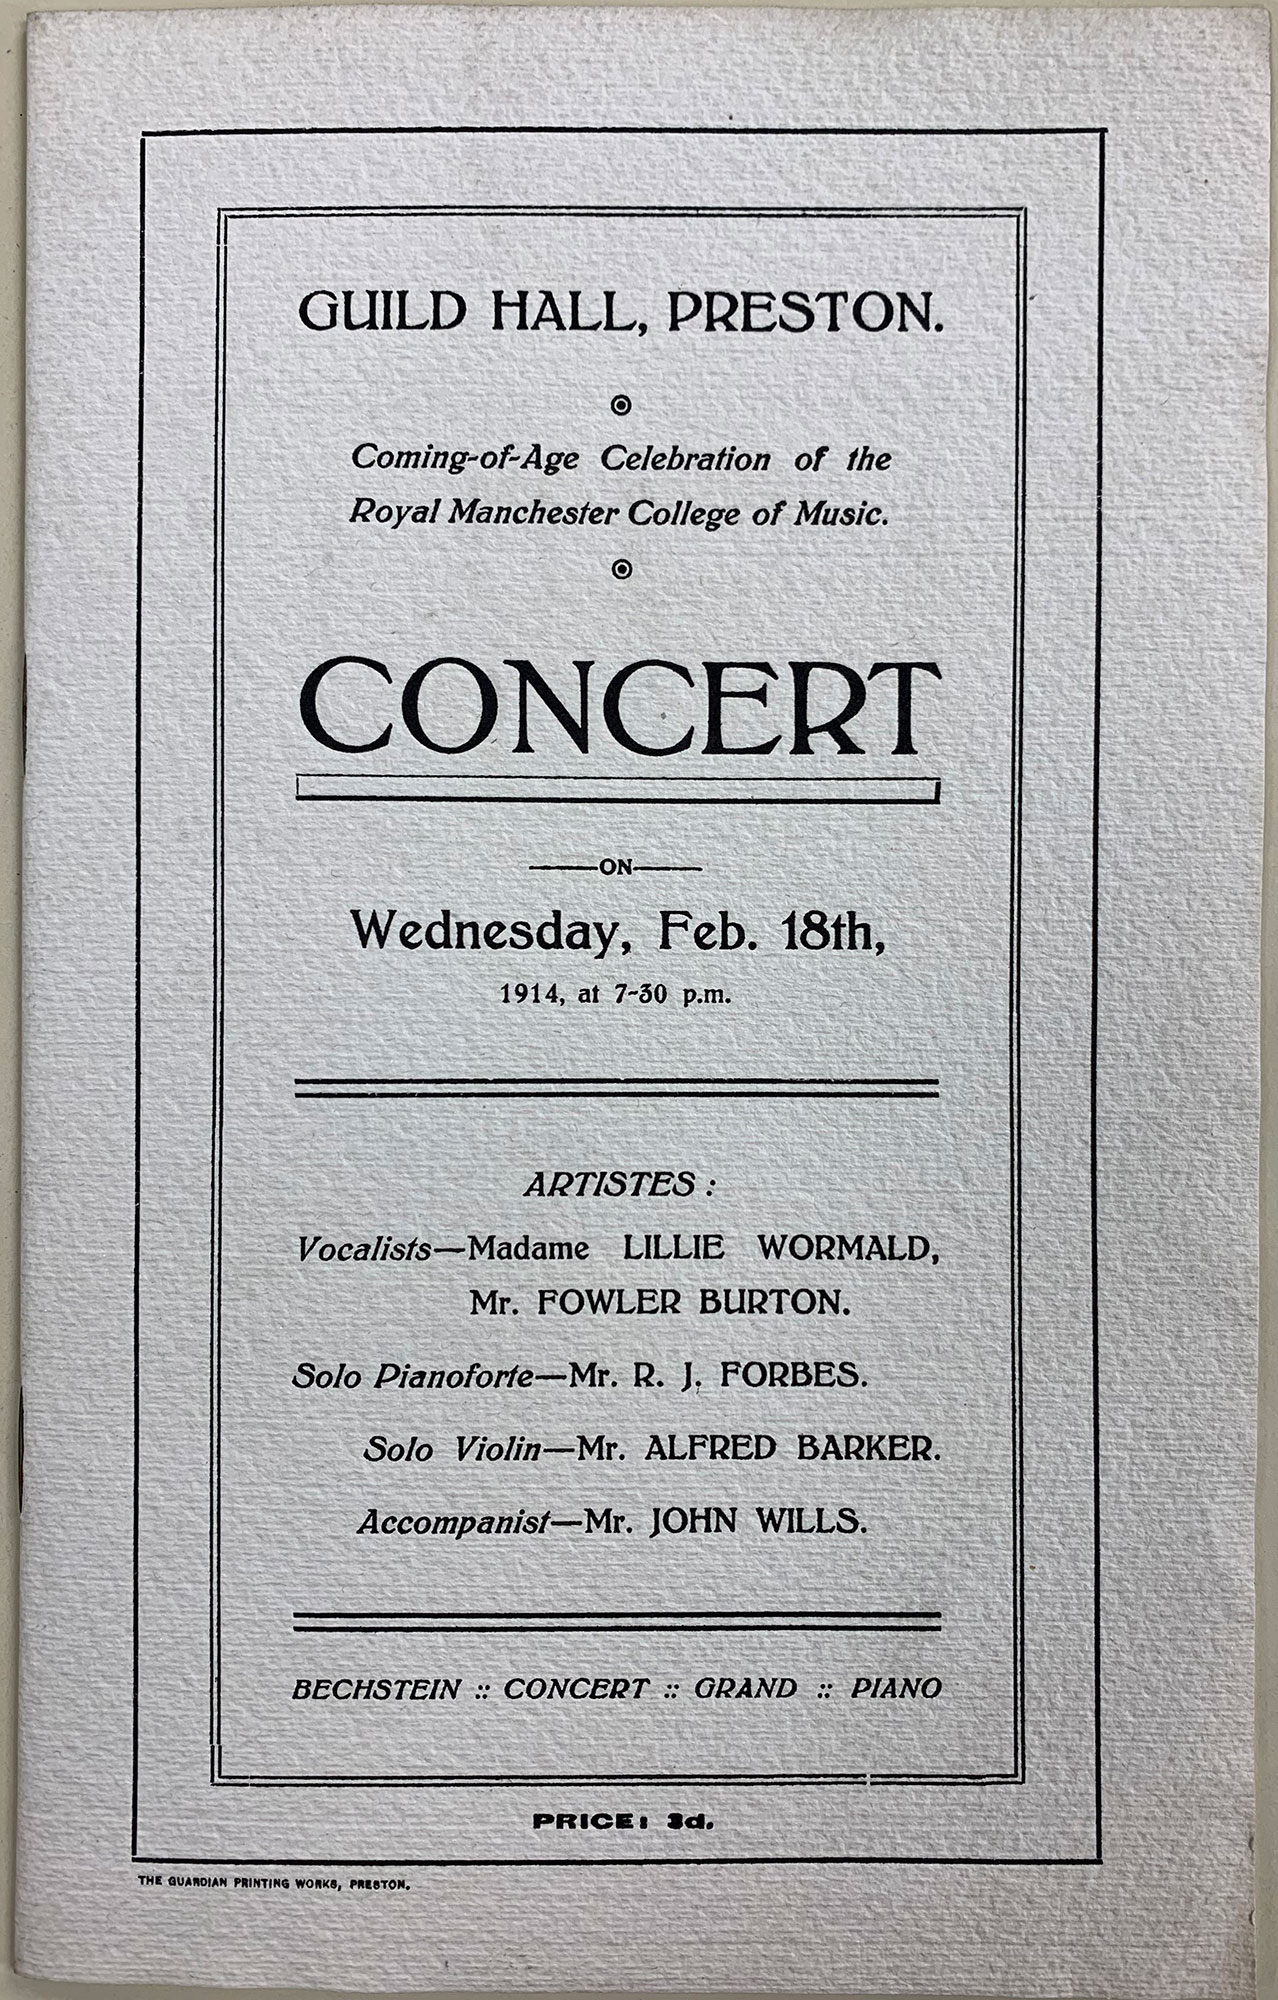 GUILD HALL, PRESTON.
Coming-of-Age Celebration of the
Royal Manchester College of Music.
CONCERT
ON
Wednesday, Feb. 18th,
1914, at 7-30 p.m.
ARTISTES :
Vocalists—Madame LILLIE WORMALD,
Mr. FOWLER BURTON.
Solo Pianoforte—Mr. R. J. FORBES.
Solo Violin—Mr. ALFRED BARKER.
Accompanist—Mr. JOHN WILLS.
BECHSTEIN :: CONCERT :: GRAND :: PIANO
PRICE: 3d.
THE GUARDIAN PRINTING WORKS, PRESTON.